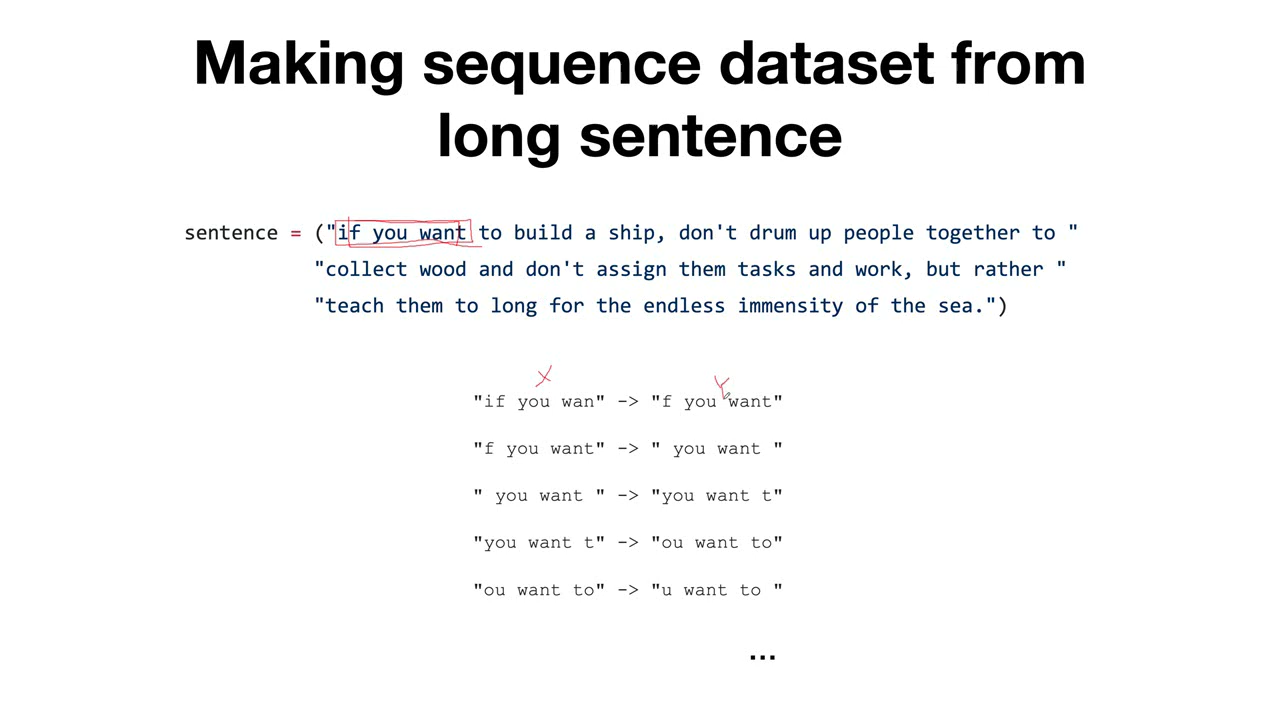 Making sequence dataset from
long sentence
sentence = ("if you want to build a ship, don't drum up people together to "
"collect wood and don't assign them tasks and work, but rather "
"teach them to long for the endless immensity of the sea.")
X Y
"if you wan" -> "f you want"
"f you want" -> " you want "
" you want " -> "you want t"
"you want t" -> "ou want to"
"ou want to" -> "u want to "
...